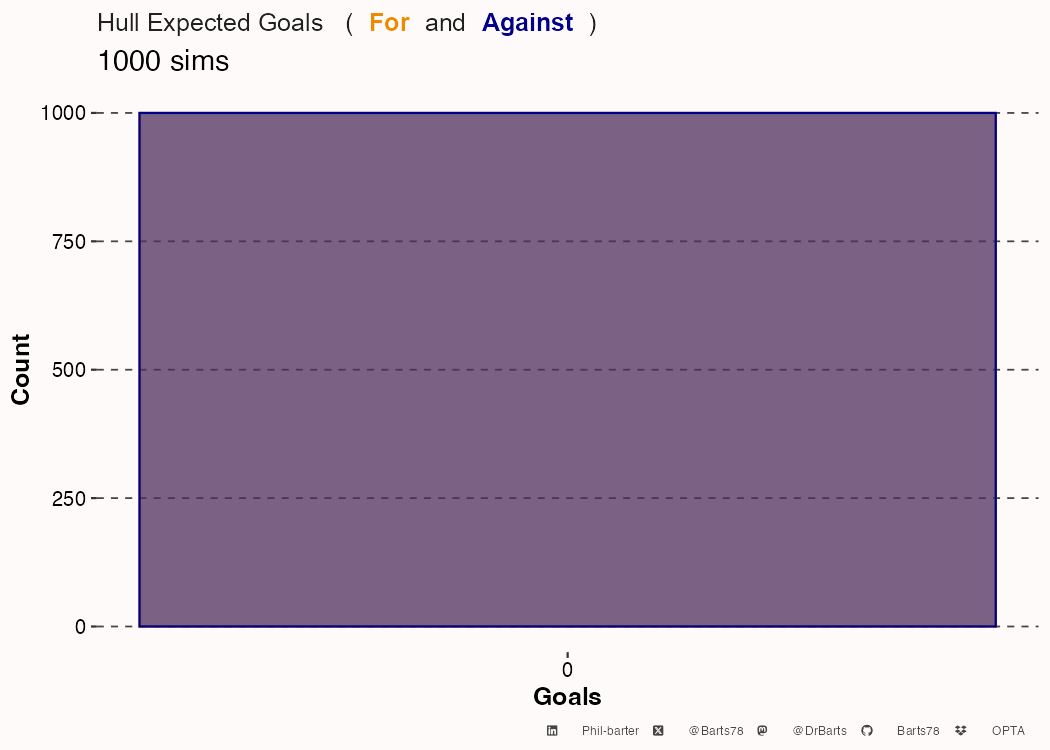 Hull Expected Goals ( For and Against )
1000 sims
1000
750
500
250
0
Count
0
Goals
Phil-barter @Barts78 @DrBarts Barts78 OPTA